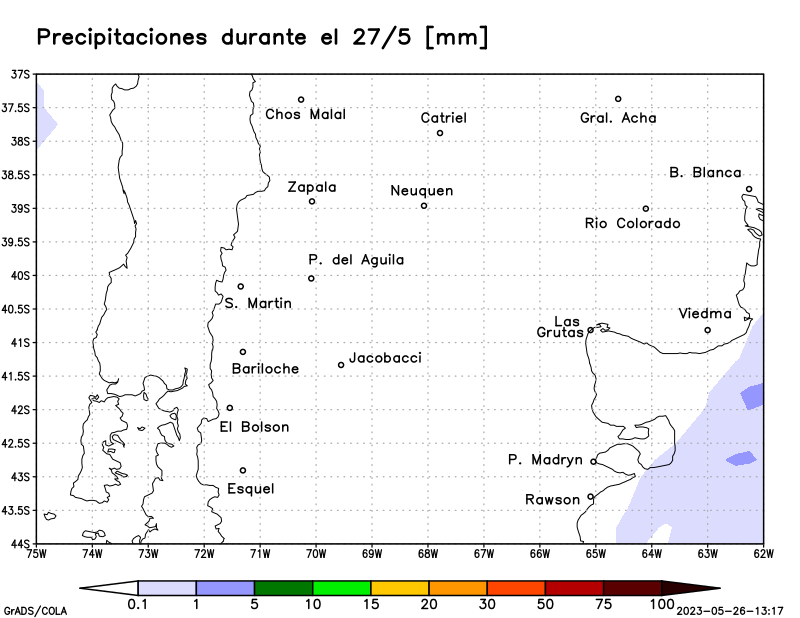 Precipitaciones durante el 27/5 [mm]
37S
37.5S
Chos Malal
Catriel
Gral. Acha
38S
38.5S
B. Blanca
Zapala
Neuquen
39S
Rio Colorado
39.5S
P. del Aguila
40S
S. Martin
40.5S
Viedma
Las
Grutas
41S
Jacobacci
Bariloche
41.5S
42S
El Bolson
42.5S
P. Madryn
43S
Esquel
Rawson
43.5S
44S
75W 74W 73W 72W 71W 70W 69W 68W 67W 66W 65W 64W 63W 62W
0.1 1 5 10 15 20 30 50 75 100
GrADS/COLA
2023-05-26-13:17